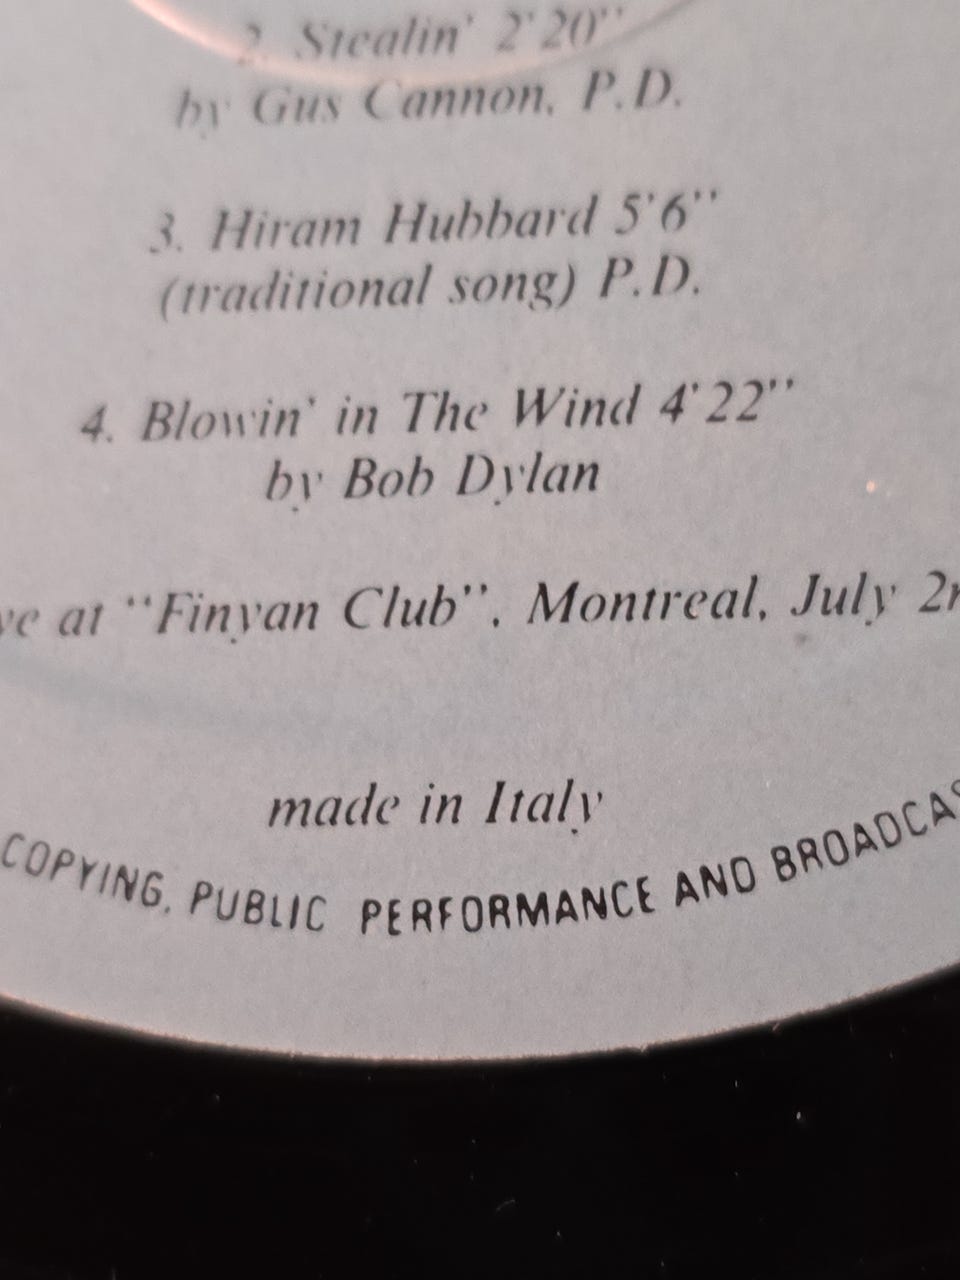 2. Stealin' 2'20''
by Gus Cannon, P.D.
3. Hiram Hubbard 5'6''
(traditional song) P.D.
4. Blowin' in The Wind 4'22''
by Bob Dylan
at "Finyan Club", Montreal, July
made in Italy
COPYING, PUBLIC PERFORMANCE AND